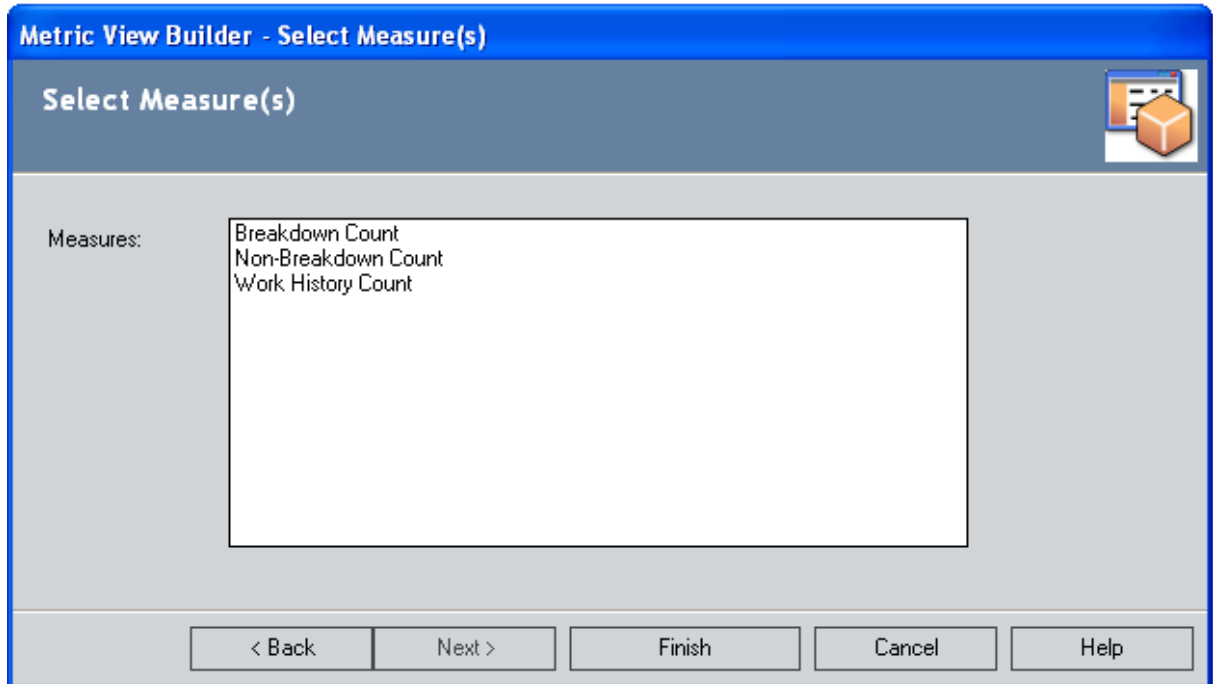 Metric View Builder - Select Measure(s)
Select Measure(s)
Measures:
Breakdown Count
Non-Breakdown Count
Work History Count
< Back
Next >
Finish
Cancel
Help